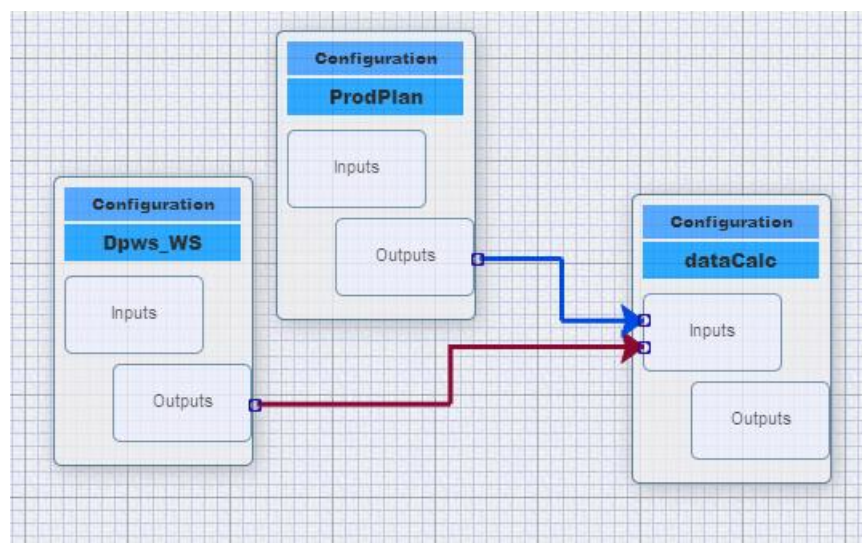 Configuration
ProdPlan
Inputs
Outputs
Configuration
Dpws_WS
Inputs
Outputs
Configuration
dataCalc
Inputs
Outputs